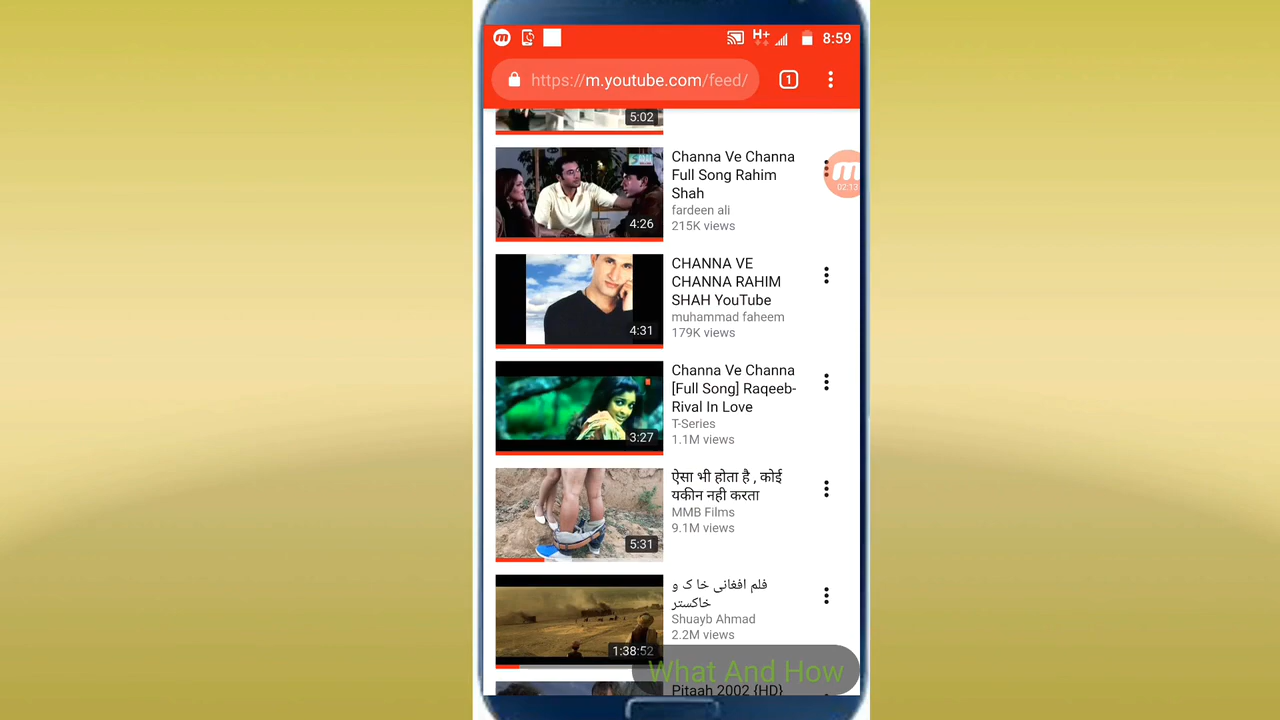 H+
8:59
https://m.youtube.com/feed/
1
5:02
Channa Ve Channa
Full Song Rahim
Shah
fardeen ali
215K views
4:26
02:13
CHANNA VE
CHANNA RAHIM
SHAH YouTube
muhammad faheem
179K views
4:31
Channa Ve Channa
[Full Song] Raqeeb-
Rival In Love
T-Series
1.1M views
3:27
ऐसा भी होता है , कोई
यकीन नही करता
MMB Films
9.1M views
5:31
فلم افغانی خا ک و
خاکستر
Shuayb Ahmad
2.2M views
1:38:52
What And How
Pitaah 2002 {HD}